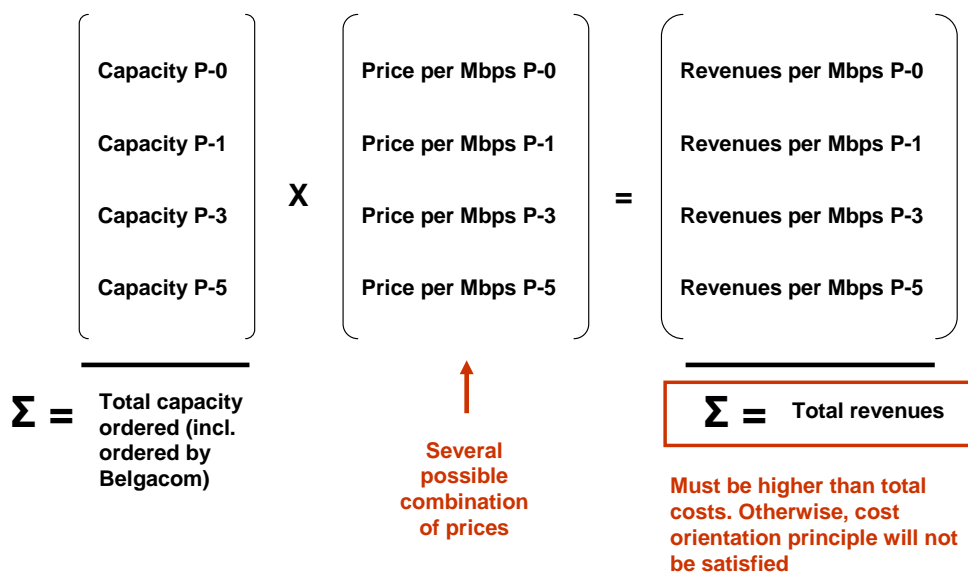 Capacity P-0
Price per Mbps P-0
Revenues per Mbps P-0
Capacity P-1
Price per Mbps P-1
Revenues per Mbps P-1
X
=
Capacity P-3
Price per Mbps P-3
Revenues per Mbps P-3
Capacity P-5
Price per Mbps P-5
Revenues per Mbps P-5
Σ =
Total capacity
ordered (incl.
ordered by
Belgacom)
Several
possible
combination
of prices
Σ = Total revenues
Must be higher than total
costs. Otherwise, cost
orientation principle will not
be satisfied